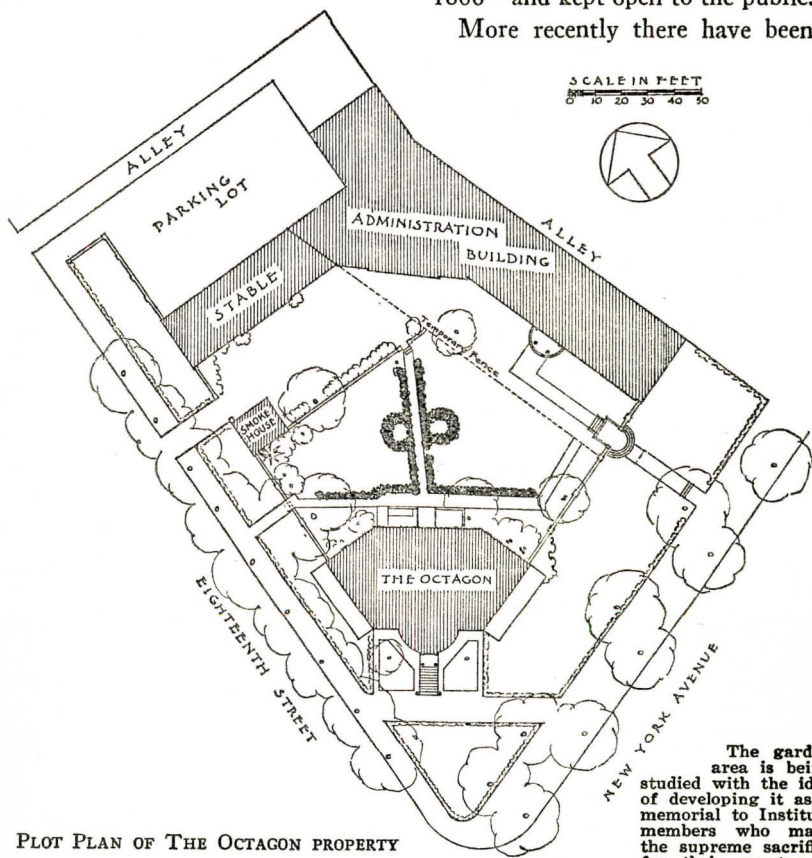 and kept open to the public.
More recently there have been
SCALE IN FEET
0 10 20 30 40 50
ALLEY
PARKING
LOT
ADMINISTRATION
BUILDING
ALLEY
STABLE
Temporary Fence
SMOKE
HOUSE
THE OCTAGON
EIGHTEENTH STREET
NEW YORK AVENUE
The gard
area is bei
studied with the id
of developing it as
memorial to Institu
members who ma
the supreme sacrif
PLOT PLAN OF THE OCTAGON PROPERTY